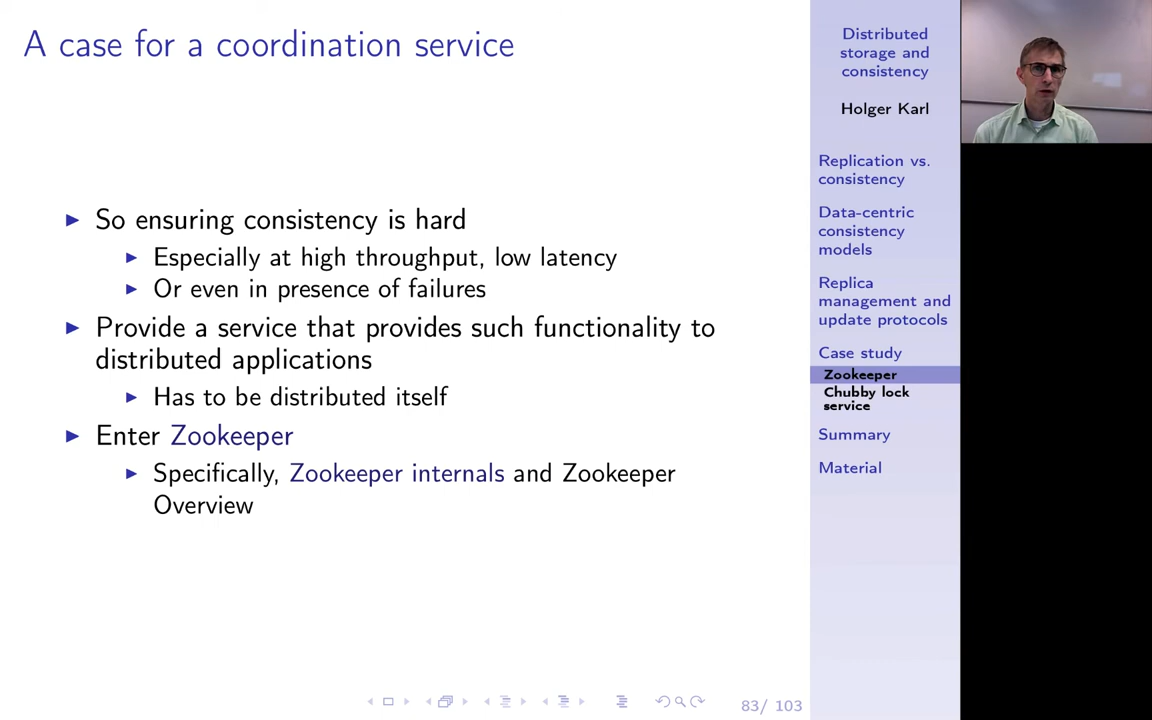 A case for a coordination service
So ensuring consistency is hard
Especially at high throughput, low latency
Or even in presence of failures
Provide a service that provides such functionality to
distributed applications
Has to be distributed itself
Enter Zookeeper
Specifically, Zookeeper internals and Zookeeper
Overview
83/ 103
Distributed
storage and
consistency
Holger Karl
Replication vs.
consistency
Data-centric
consistency
models
Replica
management and
update protocols
Case study
Zookeeper
Chubby lock
service
Summary
Material